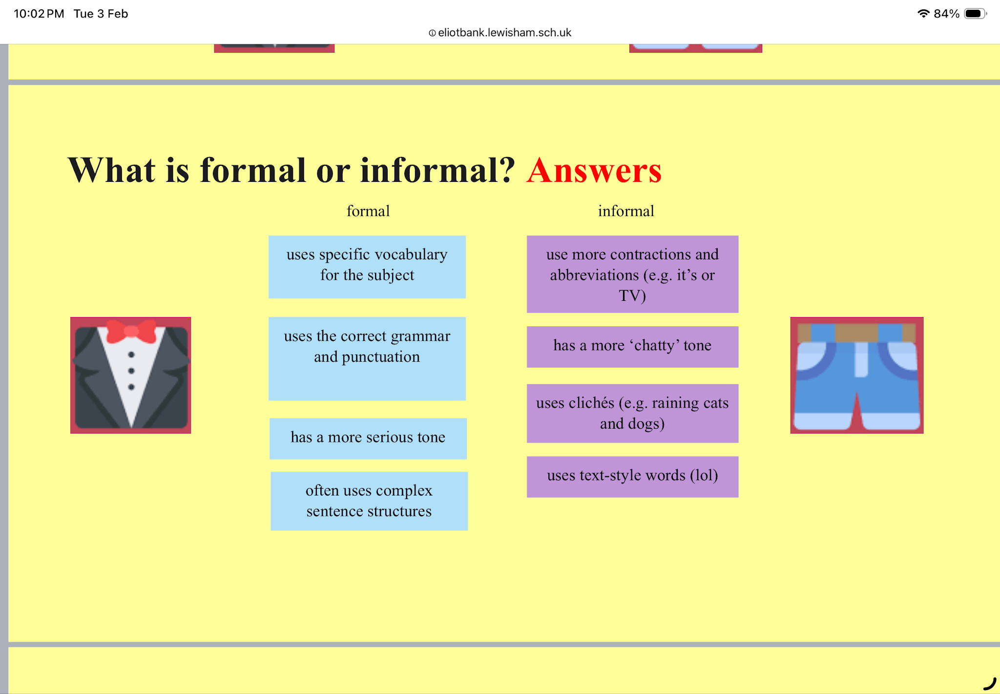 10:02 PM Tue 3 Feb
84%
eliotbank.lewisham.sch.uk
What is formal or informal? Answers
formal
uses specific vocabulary
for the subject
uses the correct grammar
and punctuation
has a more serious tone
often uses complex
sentence structures
informal
use more contractions and
abbreviations (e.g. it’s or
TV)
has a more ‘chatty’ tone
uses clichés (e.g. raining cats
and dogs)
uses text-style words (lol)